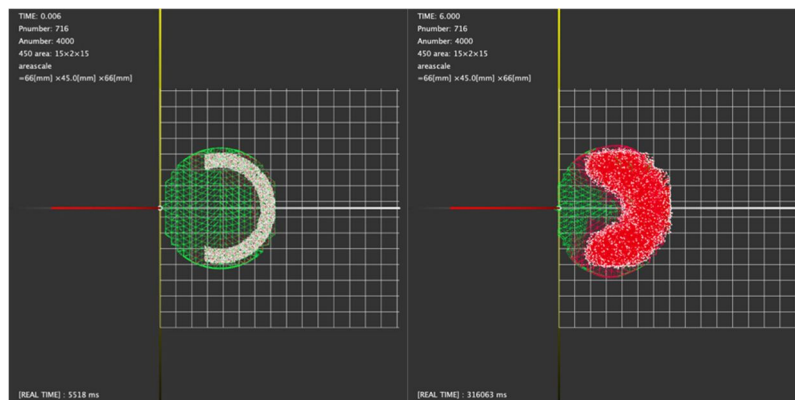 TIME: 0.006
Pnumber: 716
Anumber: 4000
450 area: 15×2×15
areascale
=66[mm] ×45.0[mm] ×66[mm]
[REAL TIME] : 5518 ms
TIME: 6.000
Pnumber: 716
Anumber: 4000
450 area: 15×2×15
areascale
=66[mm] ×45.0[mm] ×66[mm]
[REAL TIME] : 316063 ms